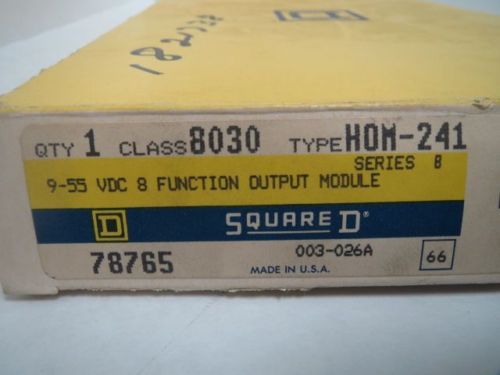 182778
QTY 1 CLASS 8030 TYPE HOM-241
SERIES B
9-55 VDC 8 FUNCTION OUTPUT MODULE
D SQUARE D®
78765 003-026A 66
MADE IN U.S.A.